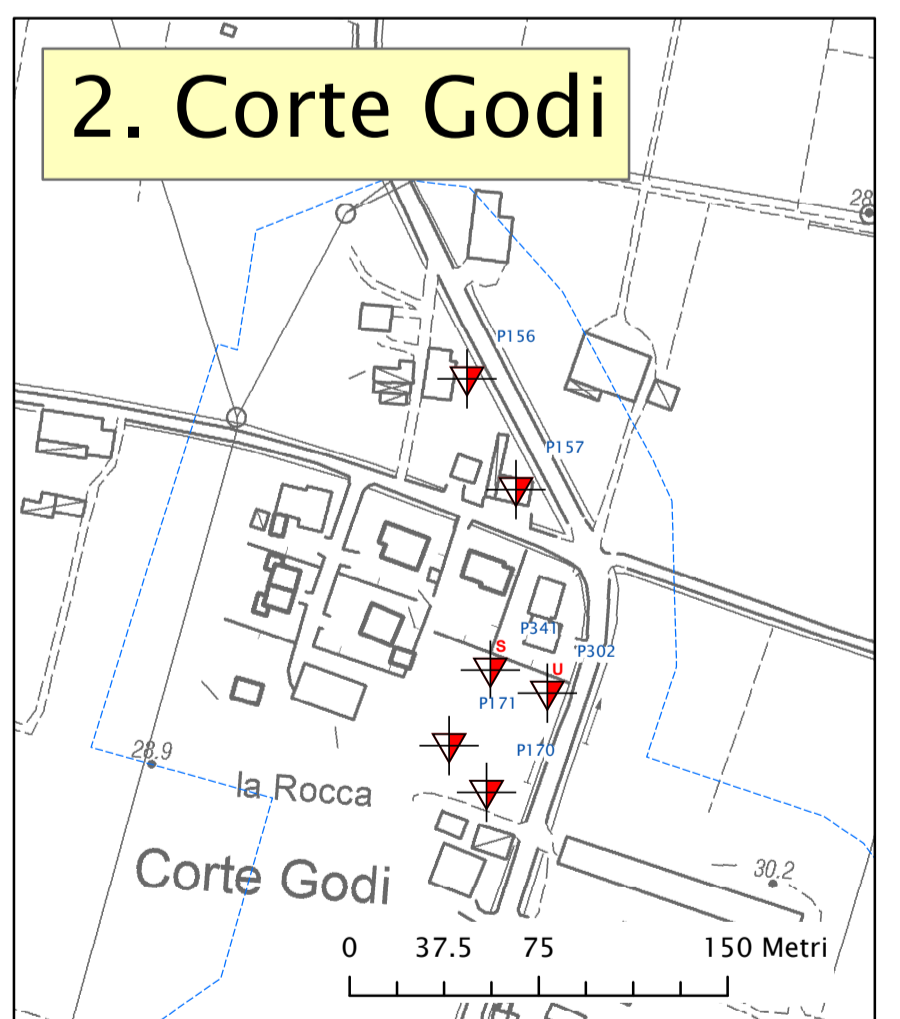 2. Corte Godi
28
P156
P157
P341
S
P302
U
P171
P170
28.9
la Rocca
Corte Godi
30.2
0 37.5 75 150 Metri